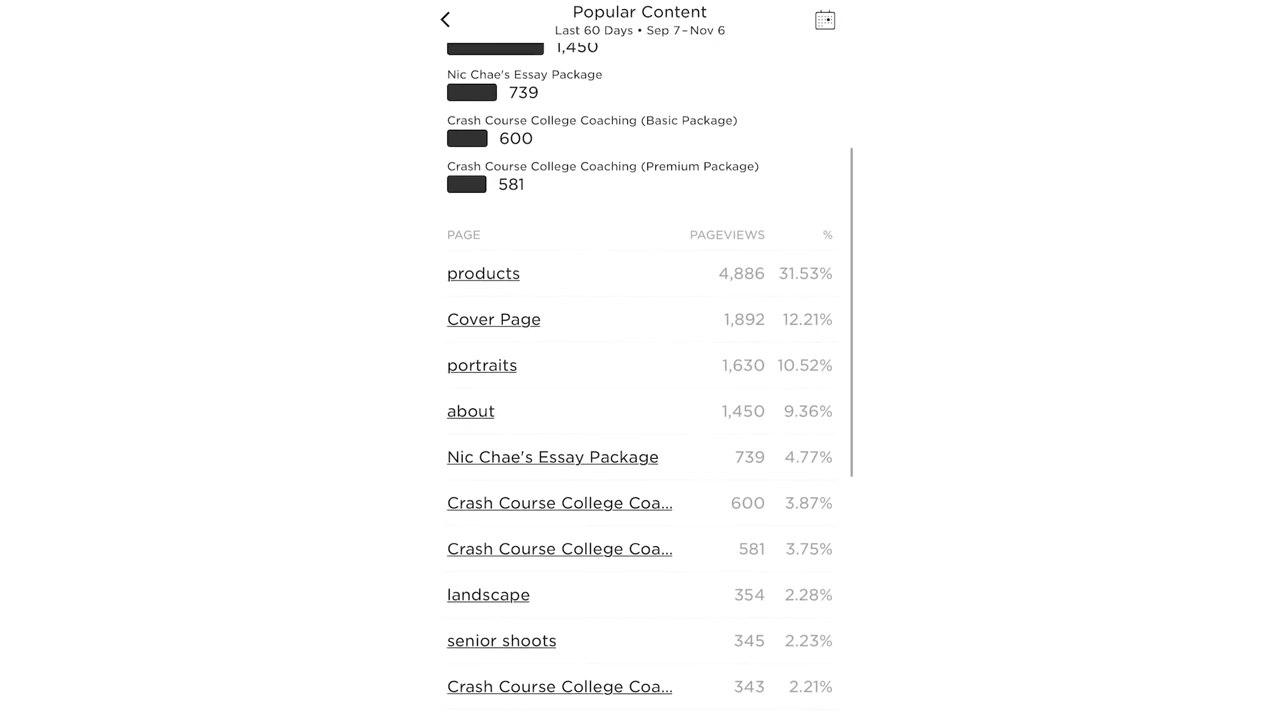 Popular Content
Last 60 Days • Sep 7–Nov 6
1,450
Nic Chae's Essay Package
739
Crash Course College Coaching (Basic Package)
600
Crash Course College Coaching (Premium Package)
581
PAGE PAGEVIEWS %
products 4,886 31.53%
Cover Page 1,892 12.21%
portraits 1,630 10.52%
about 1,450 9.36%
Nic Chae's Essay Package 739 4.77%
Crash Course College Coa... 600 3.87%
Crash Course College Coa... 581 3.75%
landscape 354 2.28%
senior shoots 345 2.23%
Crash Course College Coa... 343 2.21%